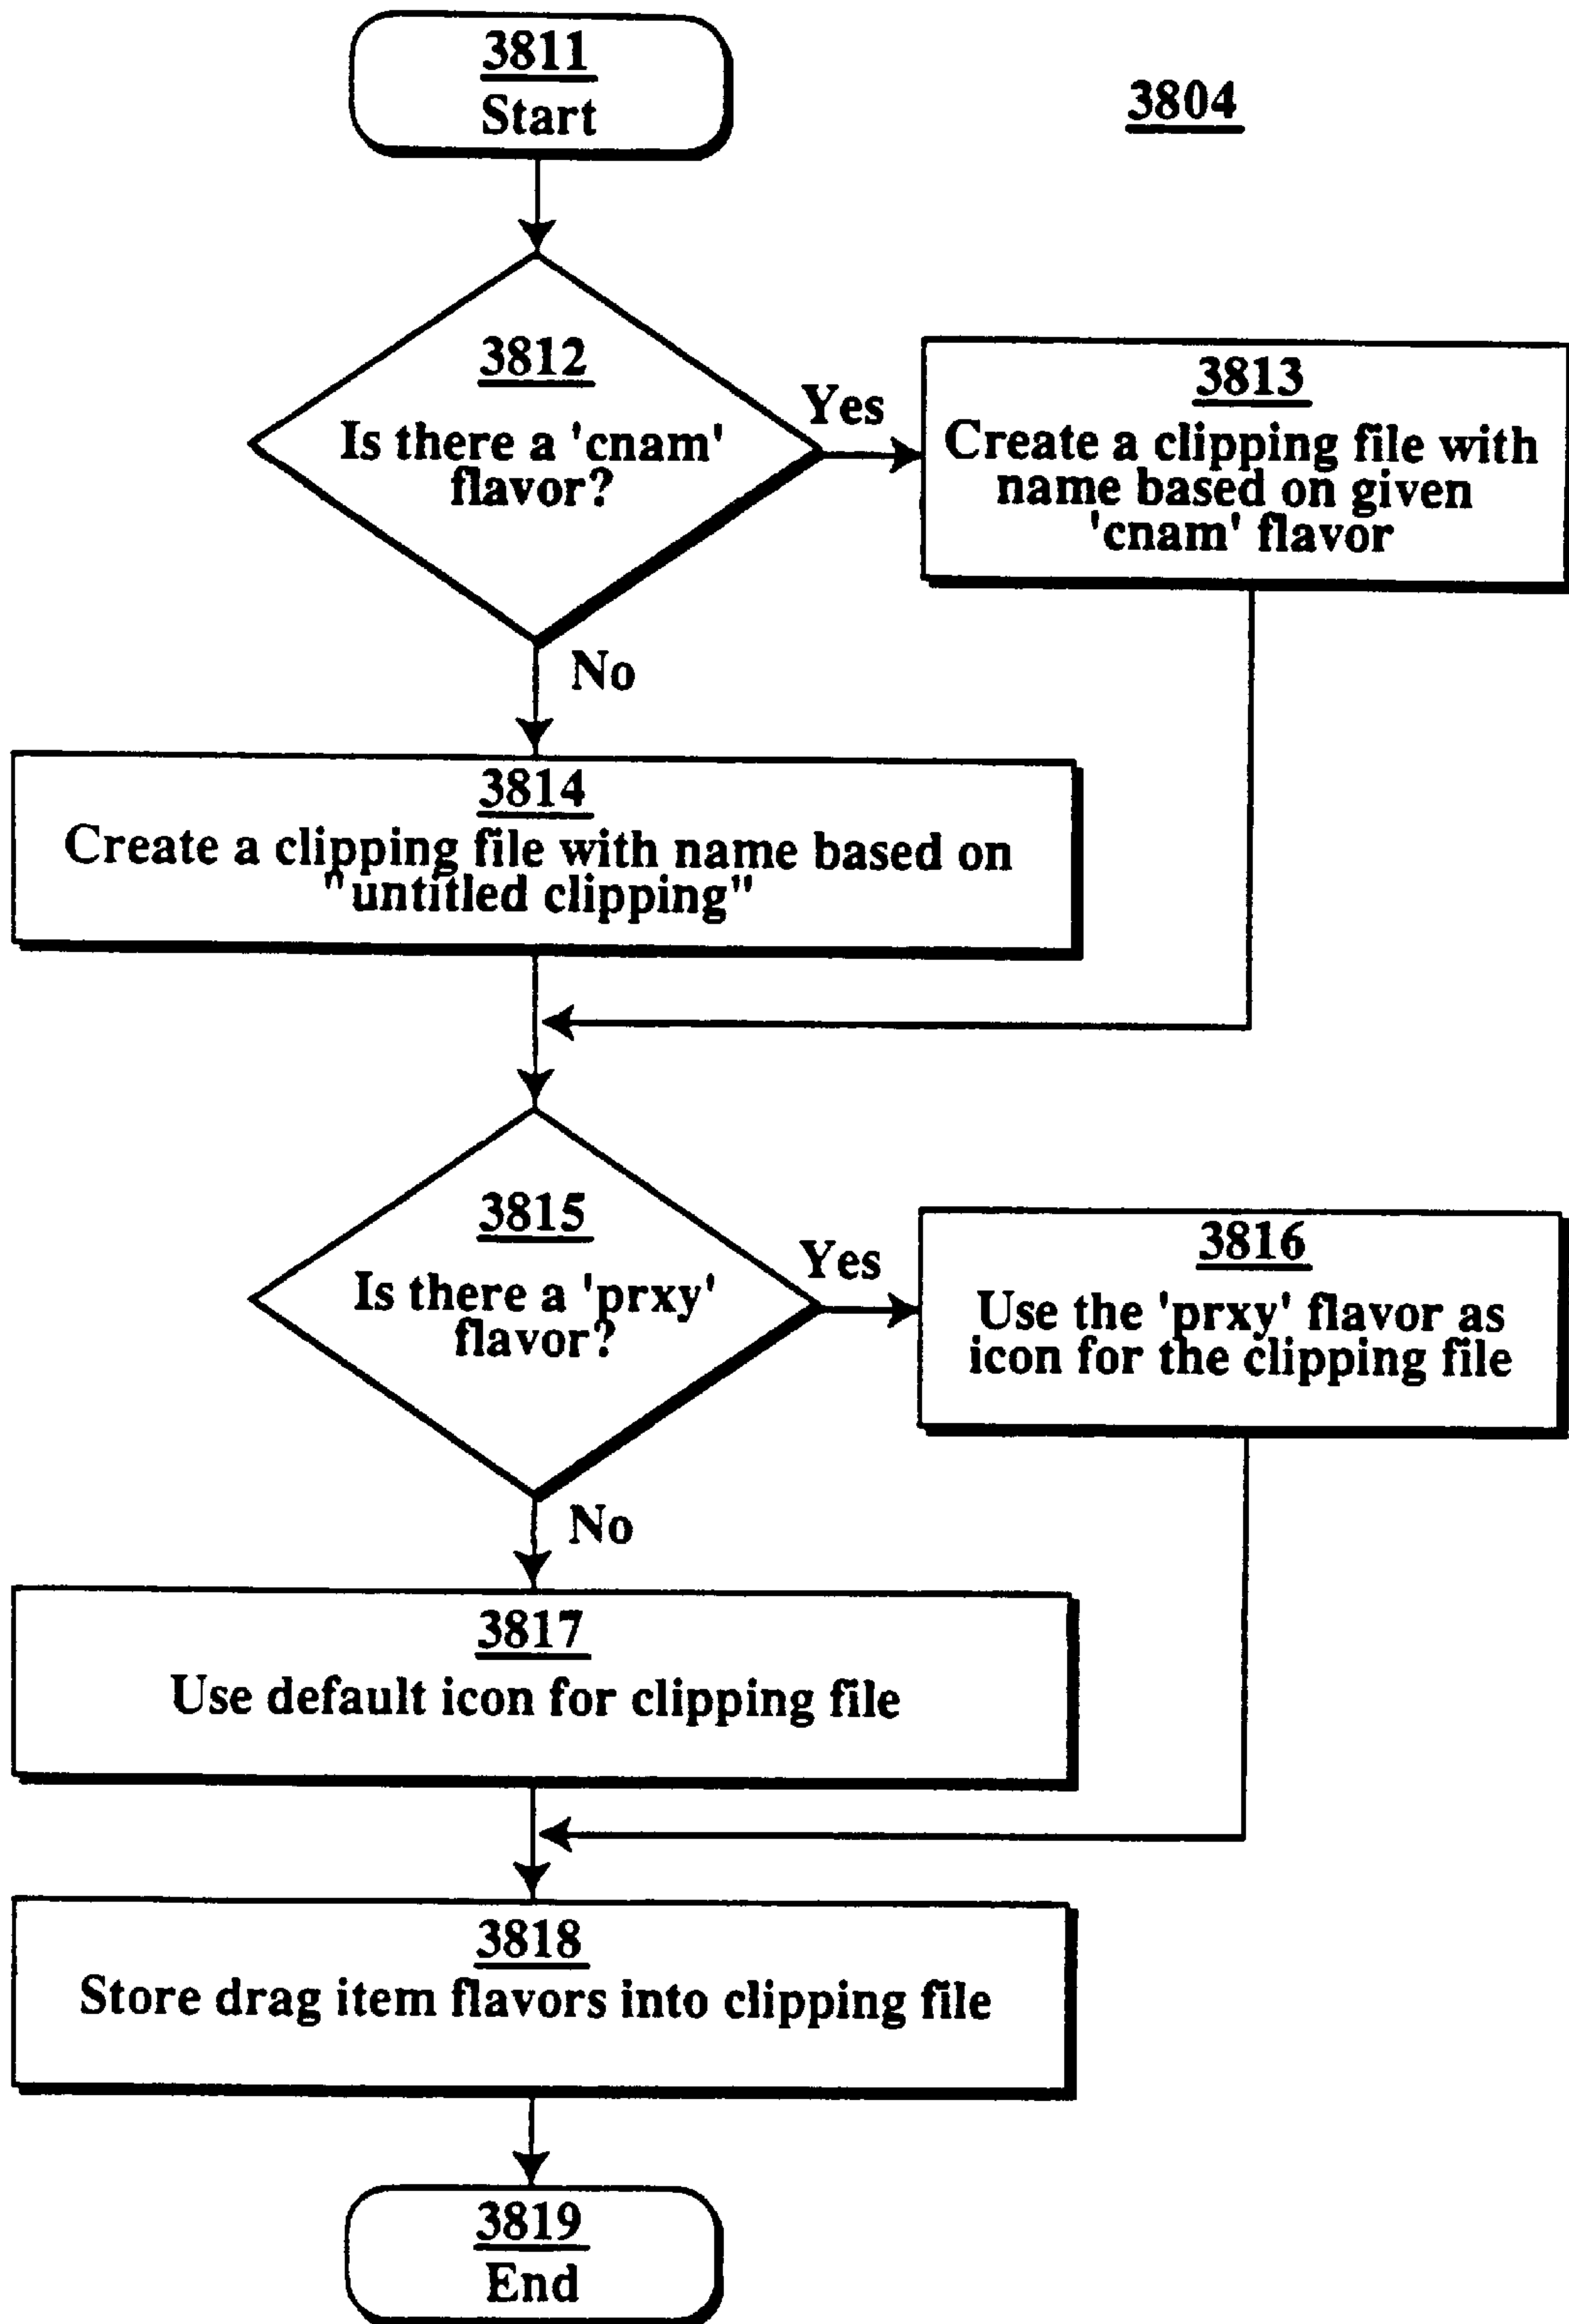 3811
Start
3804
3812
Is there a 'cnam'
flavor?
Yes
3813
Create a clipping file with
name based on given
'cnam' flavor
No
3814
Create a clipping file with name based on
"untitled clipping"
3815
Is there a 'prxy'
flavor?
Yes
3816
Use the 'prxy' flavor as
icon for the clipping file
No
3817
Use default icon for clipping file
3818
Store drag item flavors into clipping file
3819
End